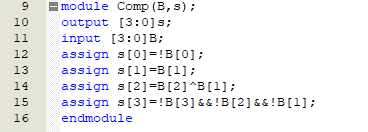 9 module Comp(B,s);
10 output [3:0]s;
11 input [3:0]B;
12 assign s[0]=!B[0];
13 assign s[1]=B[1];
14 assign s[2]=B[2]^B[1];
15 assign s[3]=!B[3]&&!B[2]&&!B[1];
16 endmodule